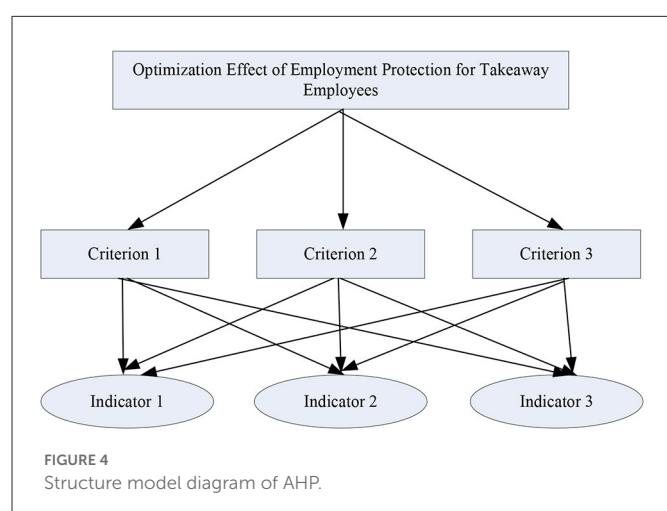 Optimization Effect of Employment Protection for Takeaway
Employees
Criterion 1
Criterion 2
Criterion 3
Indicator 1
Indicator 2
Indicator 3
FIGURE 4
Structure model diagram of AHP.